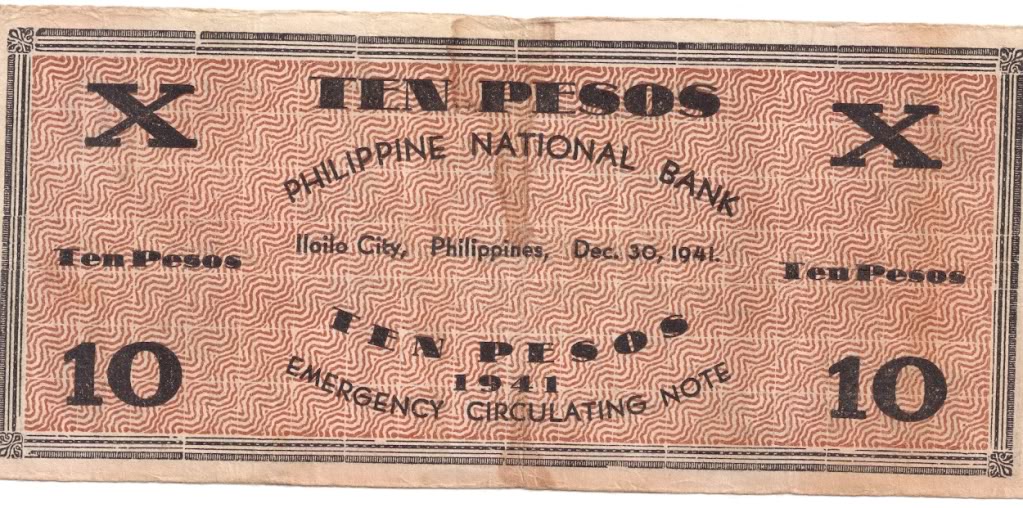 X TEN PESOS X
PHILIPPINE NATIONAL BANK
Iloilo City, Philippines, Dec. 30, 1941.
Ten Pesos Ten Pesos
TEN PESOS
10 1941 10
EMERGENCY CIRCULATING NOTE